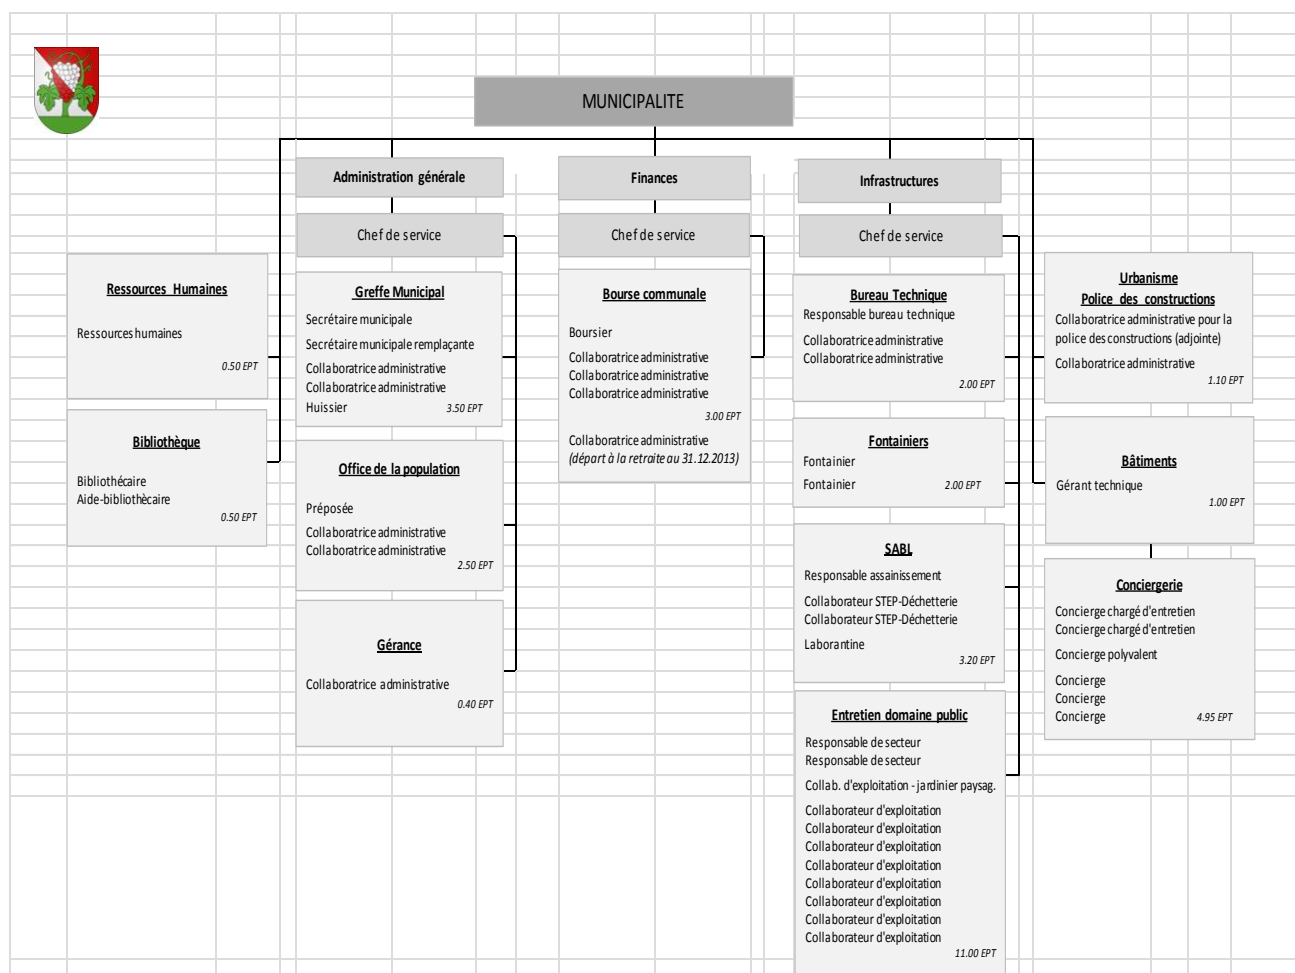 MUNICIPALITE
Administration générale
Finances
Infrastructures
Chef de service
Chef de service
Chef de service
Ressources Humaines
Ressources humaines
0.50 EPT
Bibliothèque
Bibliothécaire
Aide-bibliothècaire
0.50 EPT
Greffe Municipal
Secrétaire municipale
Secrétaire municipale remplaçante
Collaboratrice administrative
Collaboratrice administrative
Huissier 3.50 EPT
Office de la population
Préposée
Collaboratrice administrative
Collaboratrice administrative
2.50 EPT
Gérance
Collaboratrice administrative
0.40 EPT
Bourse communale
Boursier
Collaboratrice administrative
Collaboratrice administrative
Collaboratrice administrative
3.00 EPT
Collaboratrice administrative
(départ à la retraite au 31.12.2013)
Bureau Technique
Responsable bureau technique
Collaboratrice administrative
Collaboratrice administrative
2.00 EPT
Fontainiers
Fontainier
Fontainier 2.00 EPT
SABL
Responsable assainissement
Collaborateur STEP-Déchetterie
Collaborateur STEP-Déchetterie
Laborantine
3.20 EPT
Entretien domaine public
Responsable de secteur
Responsable de secteur
Collab. d'exploitation - jardinier paysag.
Collaborateur d'exploitation
Collaborateur d'exploitation
Collaborateur d'exploitation
Collaborateur d'exploitation
Collaborateur d'exploitation
Collaborateur d'exploitation
Collaborateur d'exploitation
Collaborateur d'exploitation
11.00 EPT
Urbanisme
Police des constructions
Collaboratrice administrative pour la
police des constructions (adjointe)
Collaboratrice administrative
1.10 EPT
Bâtiments
Gérant technique
1.00 EPT
Conciergerie
Concierge chargé d'entretien
Concierge chargé d'entretien
Concierge polyvalent
Concierge
Concierge
Concierge 4.95 EPT